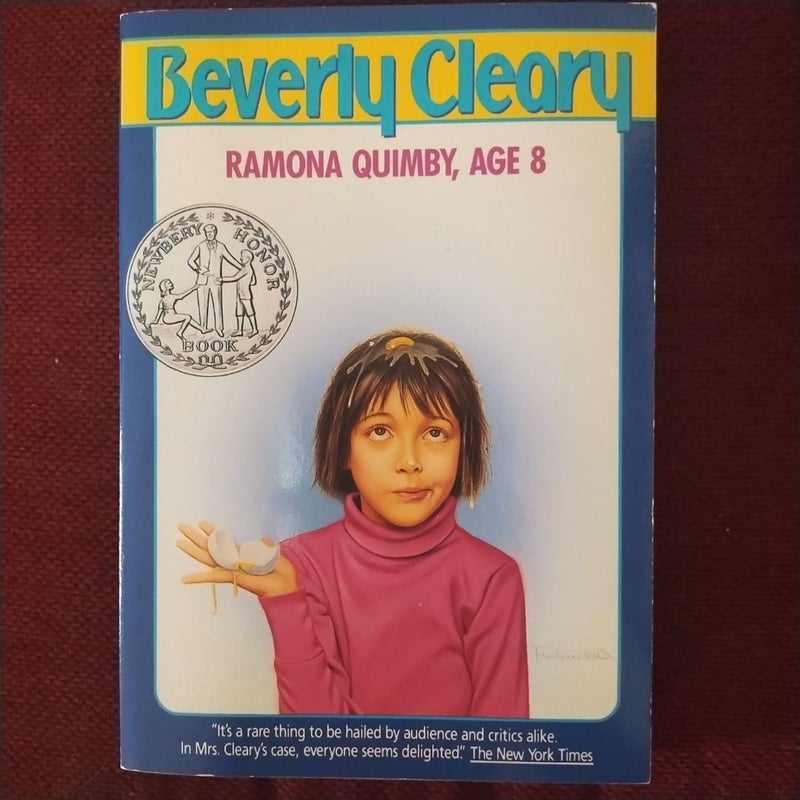 Beverly Cleary
RAMONA QUIMBY, AGE 8
NEWBERY HONOR
BOOK
"It's a rare thing to be hailed by audience and critics alike.
In Mrs. Cleary's case, everyone seems delighted." The New York Times